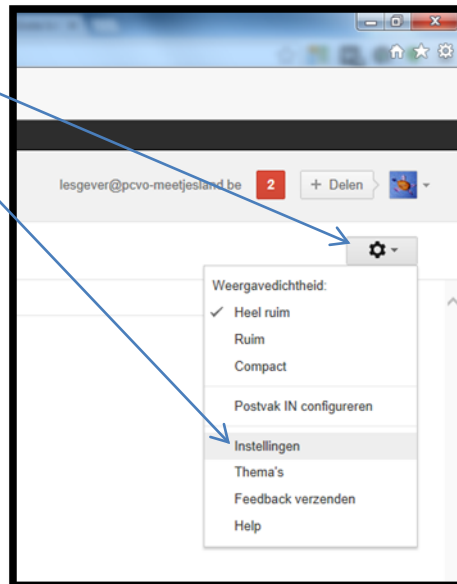 lesgever@pcvo-meetjesland.be 2 + Delen
Weergavedichtheid:
✓ Heel ruim
Ruim
Compact
Postvak IN configureren
Instellingen
Thema's
Feedback verzenden
Help